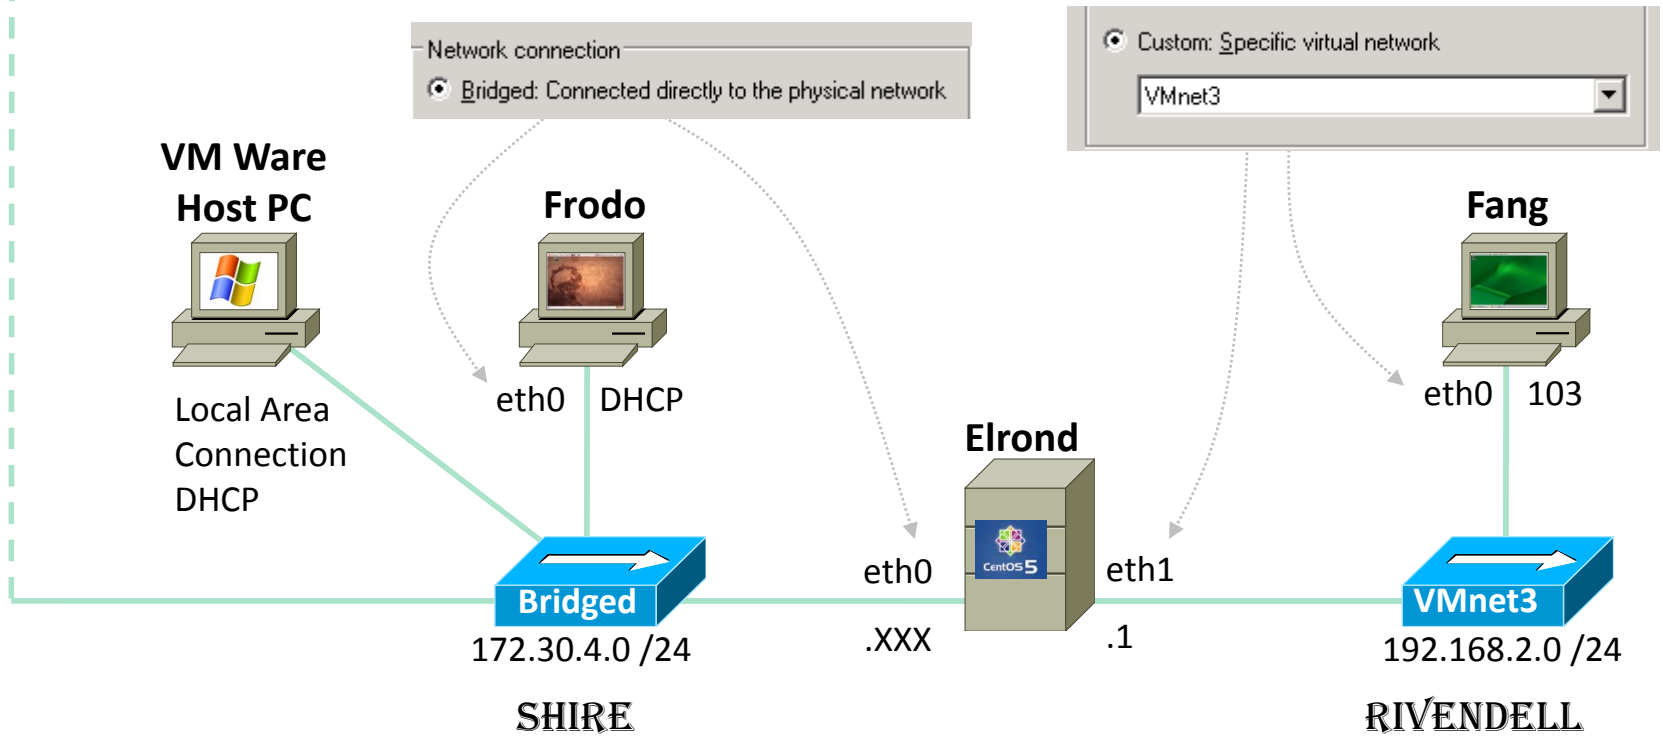 Network connection
Bridged: Connected directly to the physical network
Custom: Specific virtual network
VMnet3
VM Ware
Host PC
Frodo
Fang
eth0 DHCP
eth0 103
Local Area
Connection
DHCP
Elrond
CentOS 5
eth0
eth1
Bridged
VMnet3
.XXX
.1
172.30.4.0 /24
192.168.2.0 /24
SHIRE
RIVENDELL